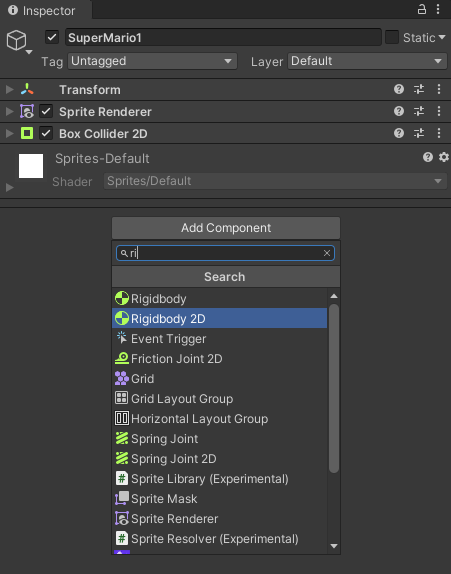 Inspector
SuperMario1
Static
Tag Untagged Layer Default
Transform
Sprite Renderer
Box Collider 2D
Sprites-Default
Shader Sprites/Default
Add Component
ri
Search
Rigidbody
Rigidbody 2D
Event Trigger
Friction Joint 2D
Grid
Grid Layout Group
Horizontal Layout Group
Spring Joint
Spring Joint 2D
Sprite Library (Experimental)
Sprite Mask
Sprite Renderer
Sprite Resolver (Experimental)